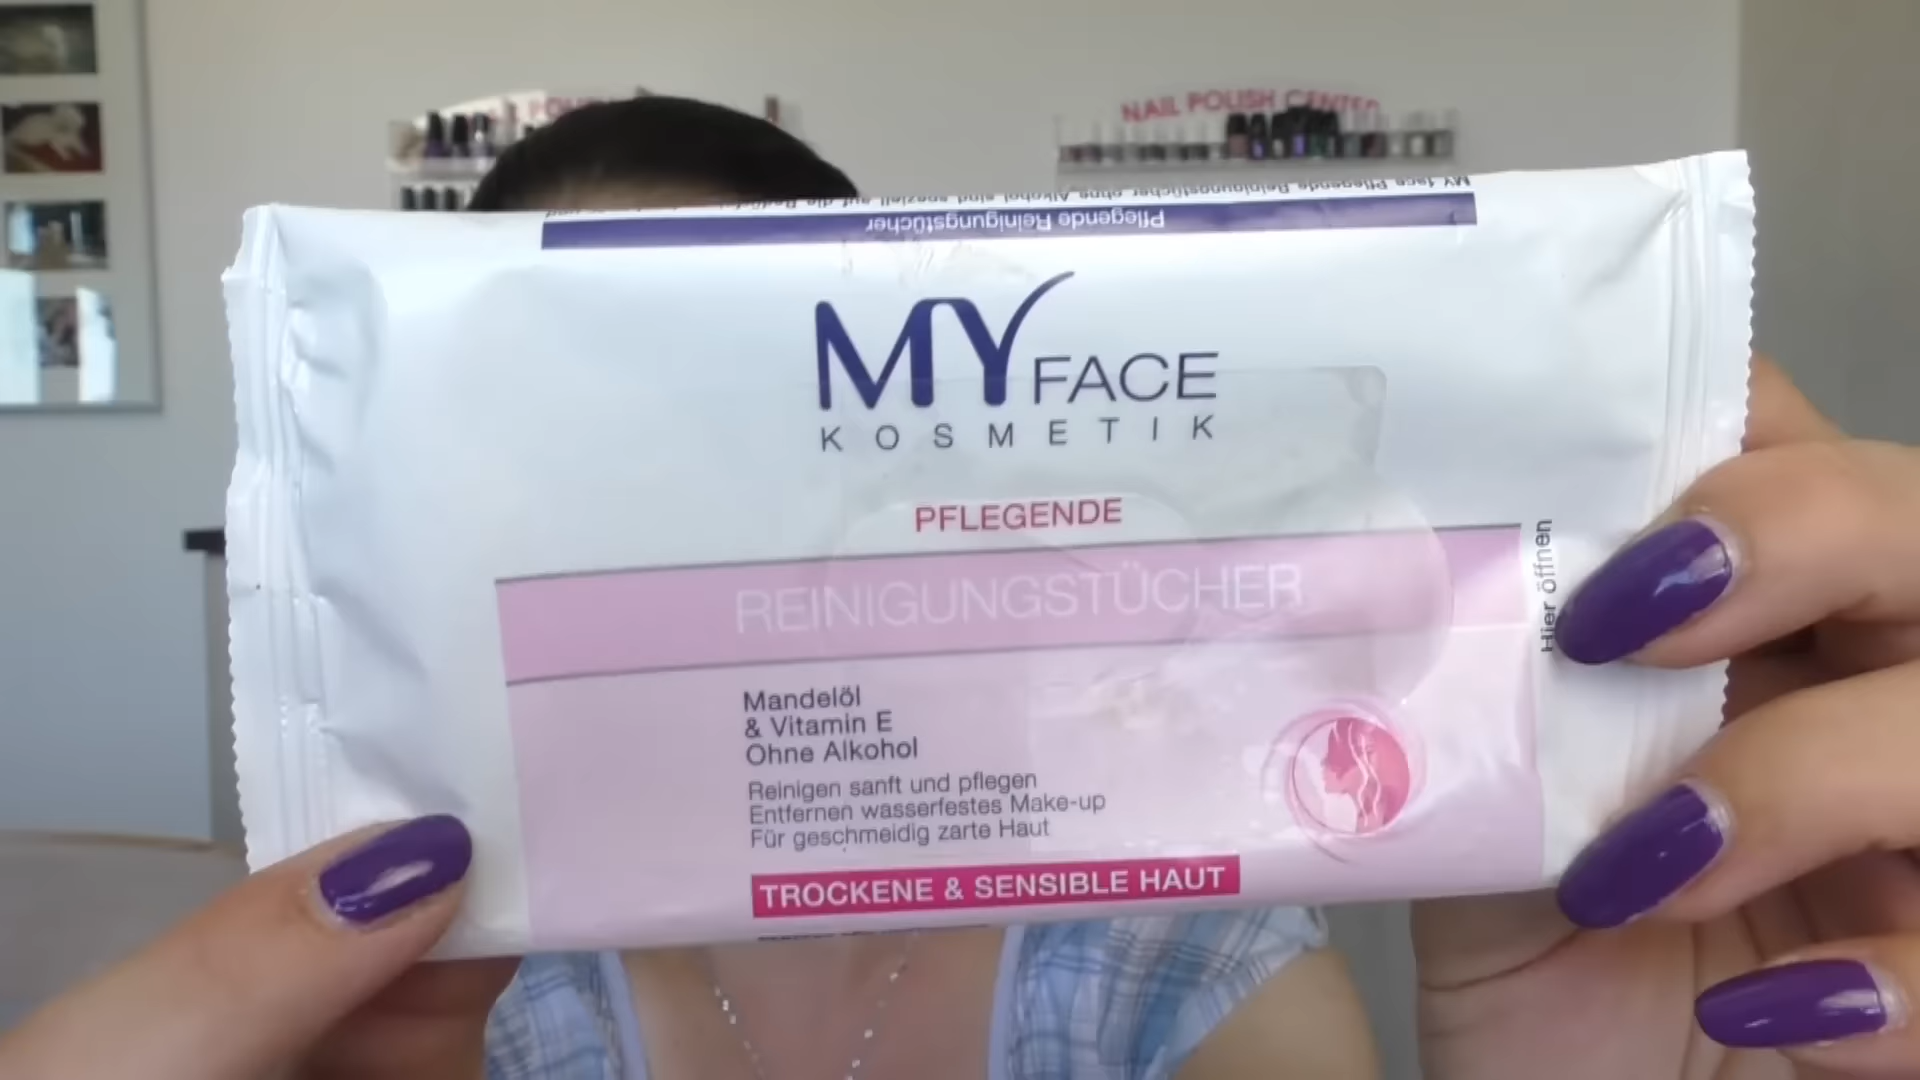 NAIL POLISH CENTER
Pflegende Reinigungstücher
MY FACE
KOSMETIK
PFLEGENDE
REINIGUNGSTÜCHER
Hier öffnen
Mandelöl
& Vitamin E
Ohne Alkohol
Reinigen sanft und pflegen
Entfernen wasserfestes Make-up
Für geschmeidig zarte Haut
TROCKENE & SENSIBLE HAUT